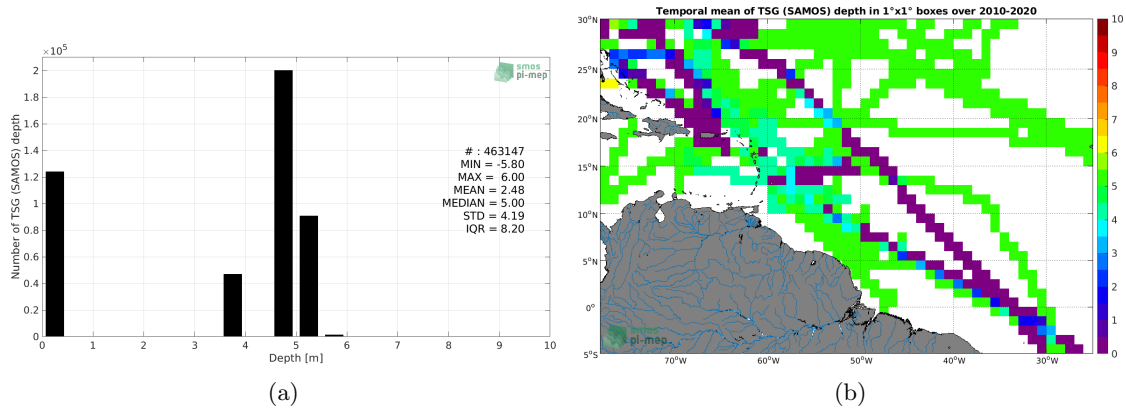 ×10⁵
2
1.8
1.6
1.4
1.2
1
0.8
0.6
0.4
0.2
0
Number of TSG (SAMOS) depth
smos
pi-mep
# : 463147
MIN = -5.80
MAX = 6.00
MEAN = 2.48
MEDIAN = 5.00
STD = 4.19
IQR = 8.20
0 1 2 3 4 5 6 7 8 9 10
Depth [m]
(a)
Temporal mean of TSG (SAMOS) depth in 1°x1° boxes over 2010-2020
30°N
25°N
20°N
15°N
10°N
5°N
0°
5°S
smos
pi-mep
70°W 60°W 50°W 40°W 30°W
10
9
8
7
6
5
4
3
2
1
0
(b)